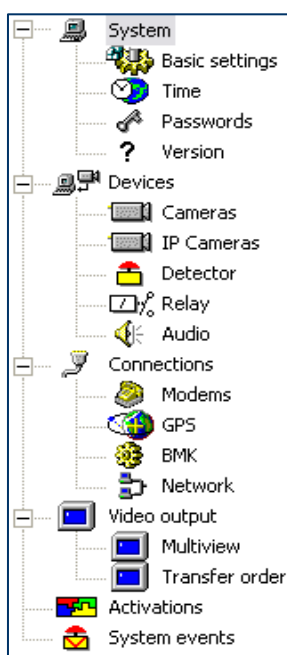 System
Basic settings
Time
Passwords
Version
Devices
Cameras
IP Cameras
Detector
Relay
Audio
Connections
Modems
GPS
BMK
Network
Video output
Multiview
Transfer order
Activations
System events